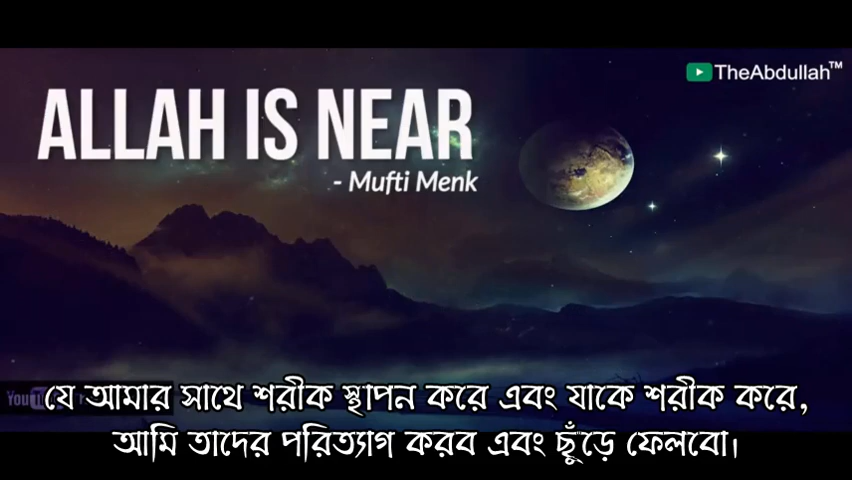 TheAbdullah™
ALLAH IS NEAR
- Mufti Menk
যে আমার সাথে শরীক স্থাপন করে এবং যাকে শরীক করে,
আমি তাদের পরিত্যাগ করব এবং ছুঁড়ে ফেলবো।